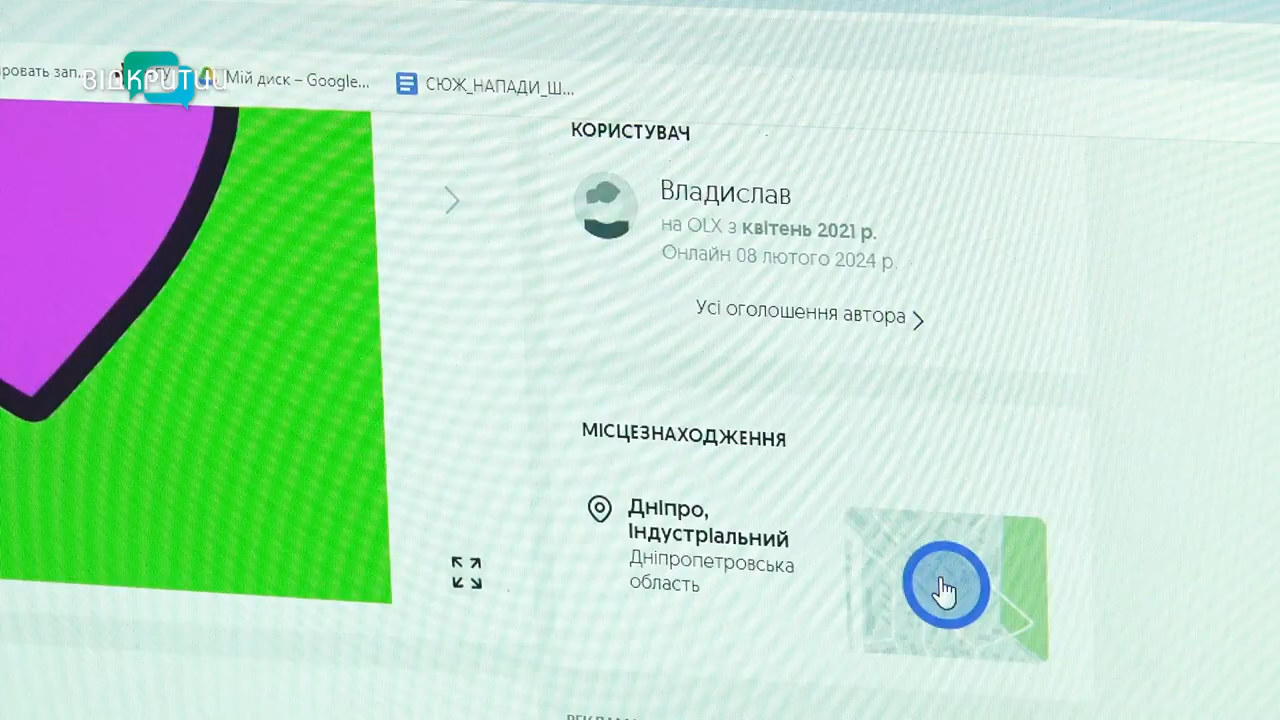 ровать зап...
ВІДКРИТИЙ
Мій диск – Google...
СЮЖ_НАПАДИ_Ш...
КОРИСТУВАЧ
Владислав
на OLX з квітень 2021 р.
Онлайн 08 лютого 2024 р.
Усі оголошення автора
МІСЦЕЗНАХОДЖЕННЯ
Дніпро,
Індустріальний
Дніпропетровська
область